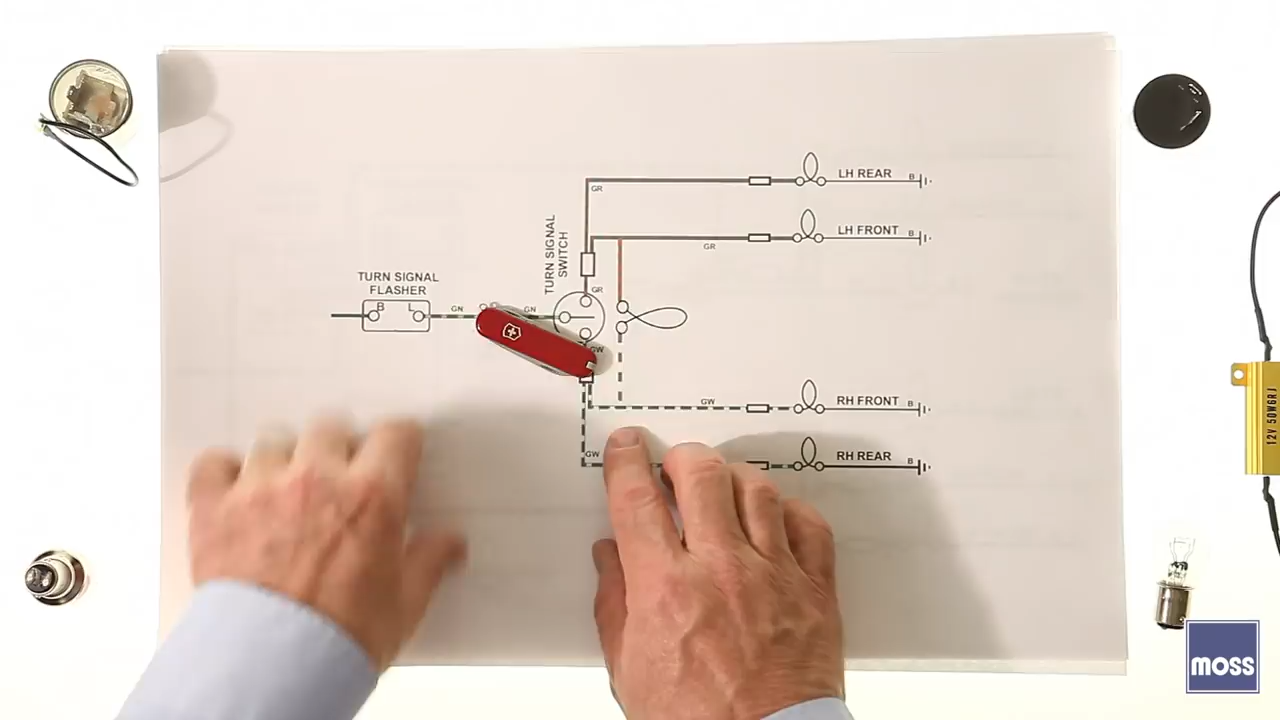 LH REAR
B
GR
LH FRONT
B
GR
TURN SIGNAL
SWITCH
TURN SIGNAL
FLASHER
B
L
GN
GN
GR
GW
RH FRONT
B
GW
RH REAR
B
GW
12V 50W6RJ
MOSS